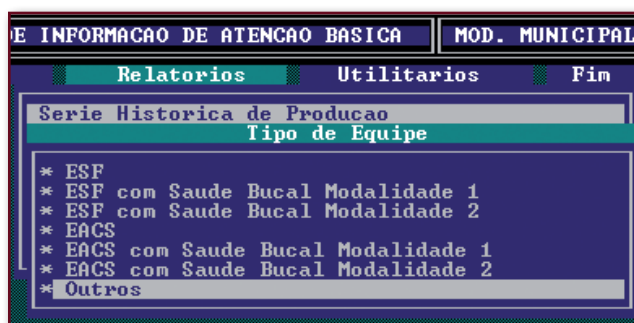 E INFORMACAO DE ATENCAO BASICA MOD. MUNICIPAL
Relatorios Utilitarios Fim
Serie Historica de Producao
Tipo de Equipe
* ESF
* ESF com Saude Bucal Modalidade 1
* ESF com Saude Bucal Modalidade 2
* EACS
* EACS com Saude Bucal Modalidade 1
* EACS com Saude Bucal Modalidade 2
* Outros